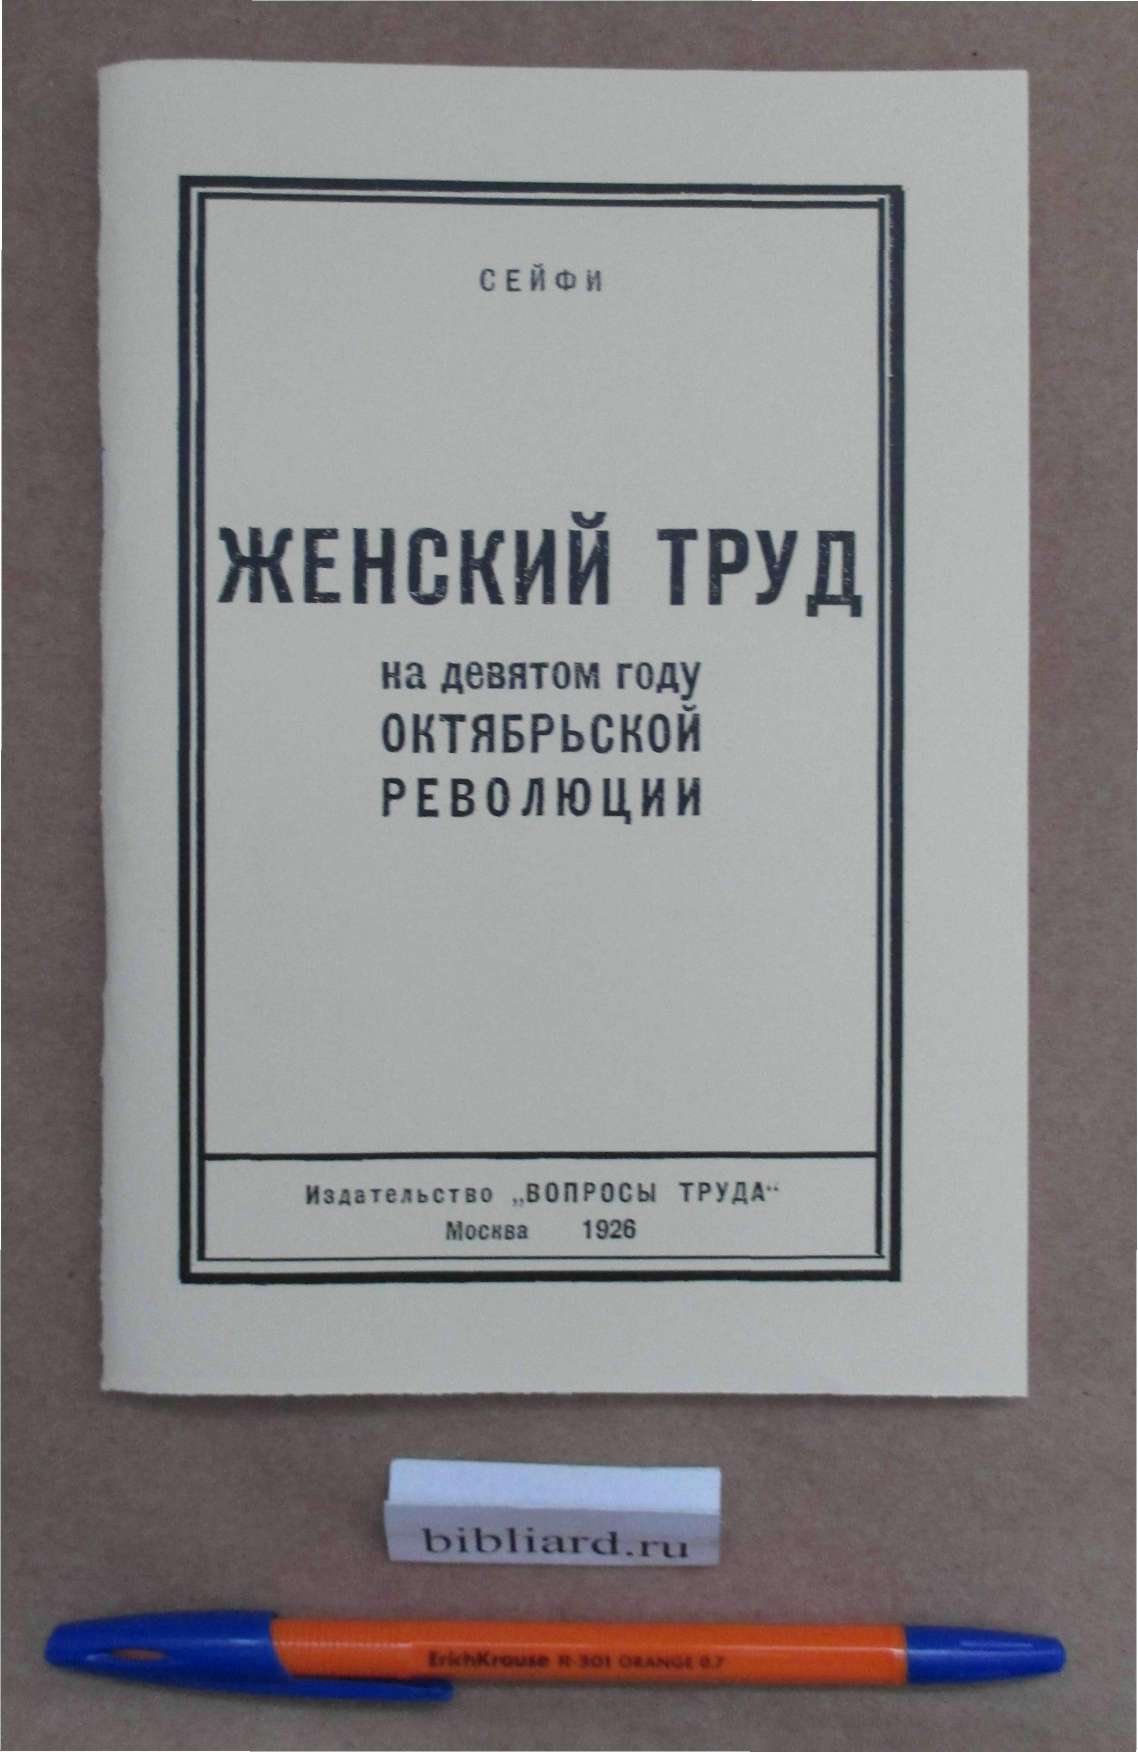 СЕЙФИ
ЖЕНСКИЙ ТРУД
на девятом году
ОКТЯБРЬСКОЙ
РЕВОЛЮЦИИ
Издательство „ВОПРОСЫ ТРУДА“
Москва 1926
bibliard.ru
ErichKrause R-301 ORANGE 0.7